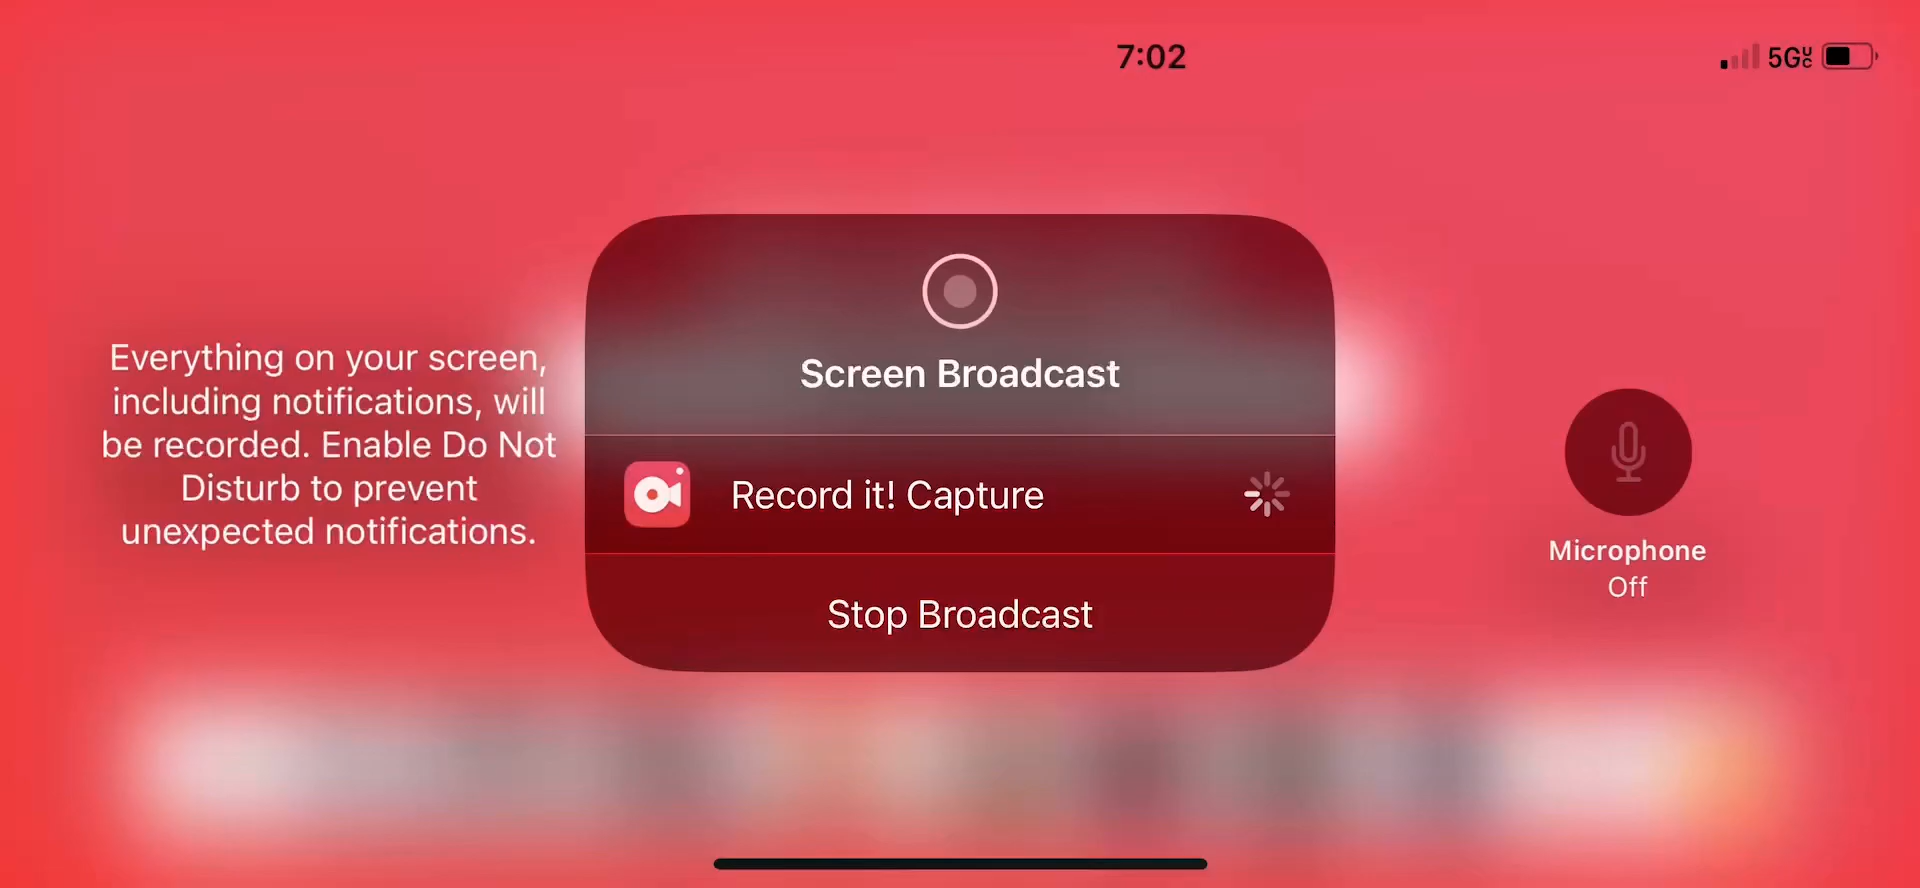 7:02
5GUC
Everything on your screen,
including notifications, will
be recorded. Enable Do Not
Disturb to prevent
unexpected notifications.
Screen Broadcast
Record it! Capture
Stop Broadcast
Microphone
Off